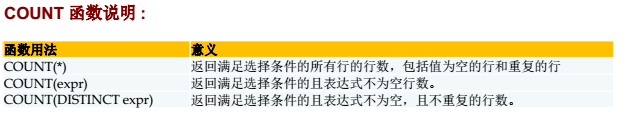 COUNT 函数说明 :
函数用法 意义
COUNT(*) 返回满足选择条件的所有行的行数，包括值为空的行和重复的行
COUNT(expr) 返回满足选择条件的且表达式不为空行数。
COUNT(DISTINCT expr) 返回满足选择条件的且表达式不为空，且不重复的行数。